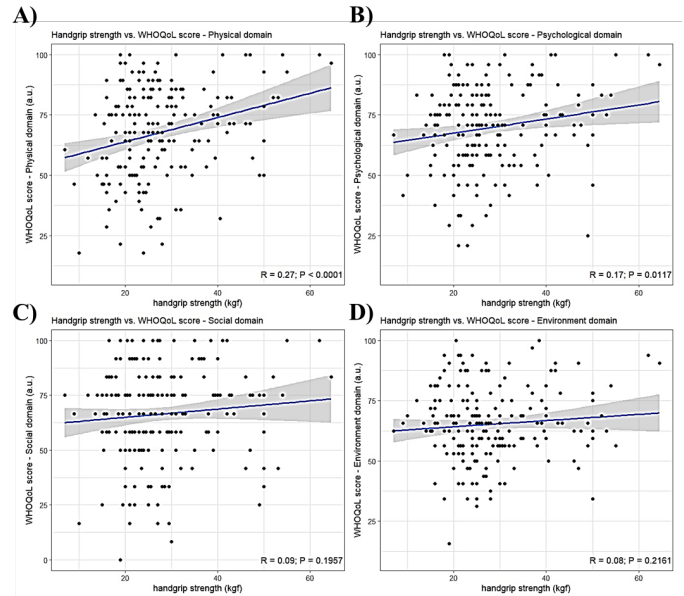 A)
Handgrip strength vs. WHOQoL score - Physical domain
WHOQoL score - Physical domain (a.u.)
100
75
50
25
R = 0.27; P < 0.0001
20 40 60
handgrip strength (kgf)
B)
Handgrip strength vs. WHOQoL score - Psychological domain
WHOQoL score - Psychological domain (a.u.)
100
75
50
25
R = 0.17; P = 0.0117
20 40 60
handgrip strength (kgf)
C)
Handgrip strength vs. WHOQoL score - Social domain
WHOQoL score - Social domain (a.u.)
100
75
50
25
0
R = 0.09; P = 0.1957
20 40 60
handgrip strength (kgf)
D)
Handgrip strength vs. WHOQoL score - Environment domain
WHOQoL score - Environment domain (a.u.)
100
75
50
25
R = 0.08; P = 0.2161
20 40 60
handgrip strength (kgf)